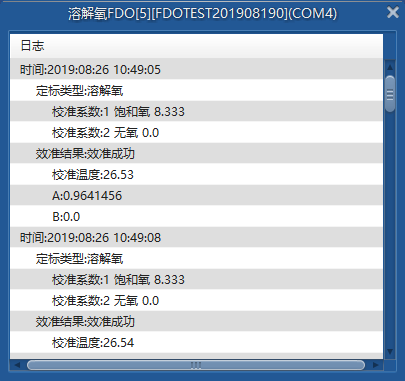 溶解氧FDO[5][FDOTEST201908190](COM4)
日志
时间:2019:08:26 10:49:05
定标类型:溶解氧
校准系数:1 饱和氧 8.333
校准系数:2 无氧 0.0
效准结果:效准成功
校准温度:26.53
A:0.9641456
B:0.0
时间:2019:08:26 10:49:08
定标类型:溶解氧
校准系数:1 饱和氧 8.333
校准系数:2 无氧 0.0
效准结果:效准成功
校准温度:26.54